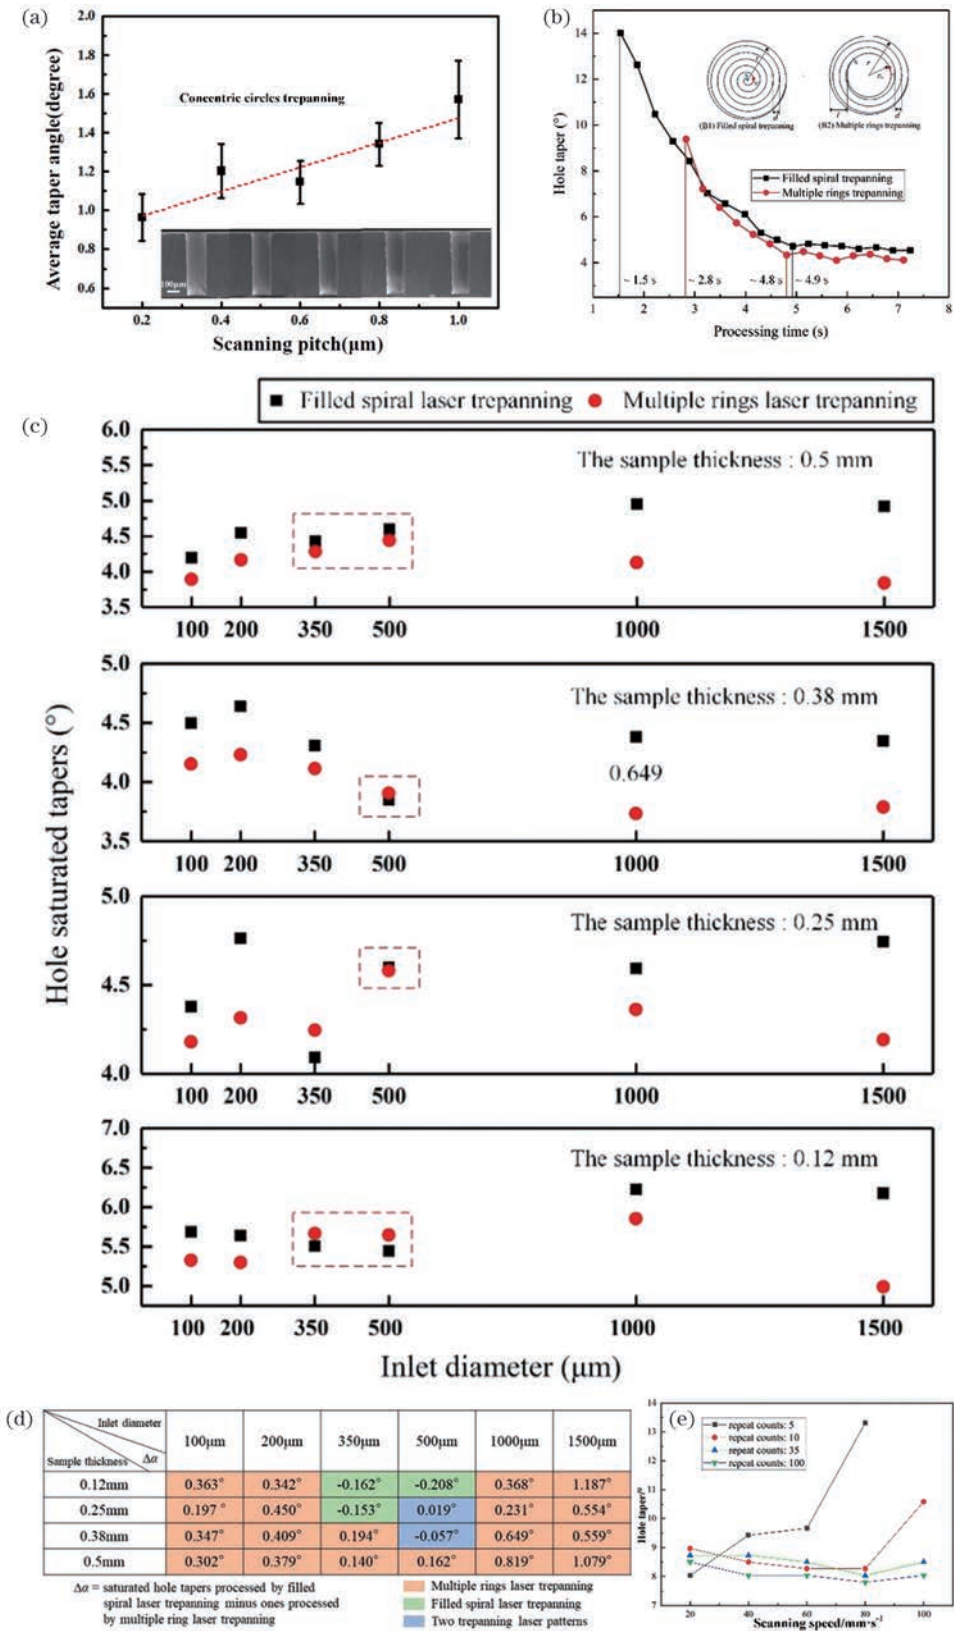 (a)
2.0
1.8
1.6
1.4
1.2
1.0
0.8
0.6
Average taper angle(degree)
Concentric circles trepanning
100μm
0.2 0.4 0.6 0.8 1.0
Scanning pitch(μm)
(b)
14
12
10
8
6
4
Hole taper (°)
(B1) Filled spiral trepanning
(B2) Multiple rings trepanning
Filled spiral trepanning
Multiple rings trepanning
~1.5 s ~2.8 s ~4.8 s ~4.9 s
1 2 3 4 5 6 7 8
Processing time (s)
Filled spiral laser trepanning Multiple rings laser trepanning
(c)
Hole saturated tapers (°)
6.0
The sample thickness : 0.5 mm
5.5
5.0
4.5
4.0
3.5
100 200 350 500 1000 1500
5.0
The sample thickness : 0.38 mm
4.5
4.0
0.649
3.5
100 200 350 500 1000 1500
5.0
The sample thickness : 0.25 mm
4.5
4.0
100 200 350 500 1000 1500
7.0
The sample thickness : 0.12 mm
6.5
6.0
5.5
5.0
100 200 350 500 1000 1500
Inlet diameter (μm)
(d)
Inlet diameter
Δα
Sample thickness
100μm 200μm 350μm 500μm 1000μm 1500μm
0.12mm 0.363° 0.342° -0.162° -0.208° 0.368° 1.187°
0.25mm 0.197 ° 0.450° -0.153° 0.019° 0.231° 0.554°
0.38mm 0.347° 0.409° 0.194° -0.057° 0.649° 0.559°
0.5mm 0.302° 0.379° 0.140° 0.162° 0.819° 1.079°
Δα = saturated hole tapers processed by filled
spiral laser trepanning minus ones processed
by multiple ring laser trepanning
Multiple rings laser trepanning
Filled spiral laser trepanning
Two trepanning laser patterns
(e)
14
13
12
11
10
9
8
7
Hole taper/°
repeat counts: 5
repeat counts: 10
repeat counts: 35
repeat counts: 100
20 40 60 80 100
Scanning speed/mm·s⁻¹